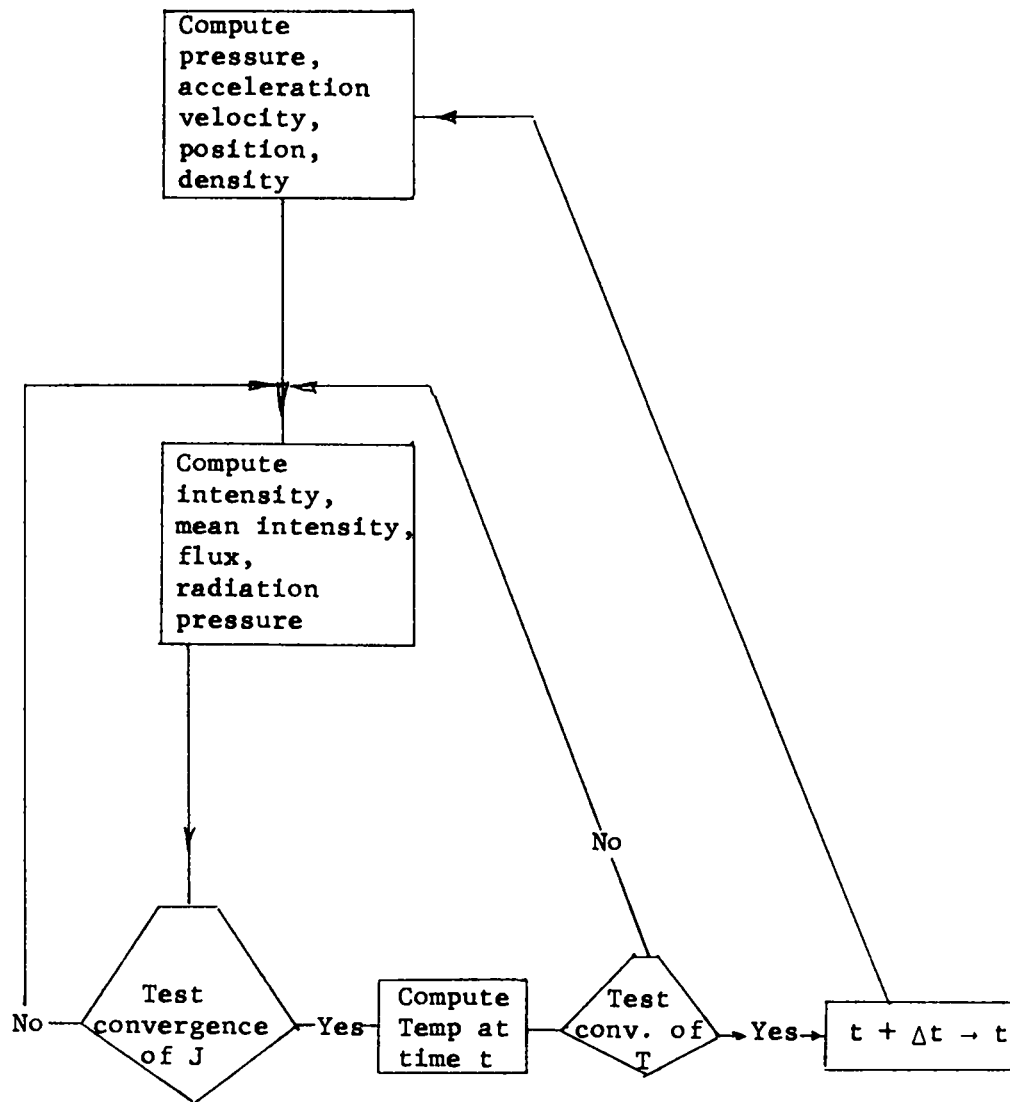 Compute
pressure,
acceleration
velocity,
position,
density
Compute
intensity,
mean intensity,
flux,
radiation
pressure
No
Test
convergence
of J
No
Yes
Compute
Temp at
time t
Test
conv. of
T
Yes
t + Δt → t